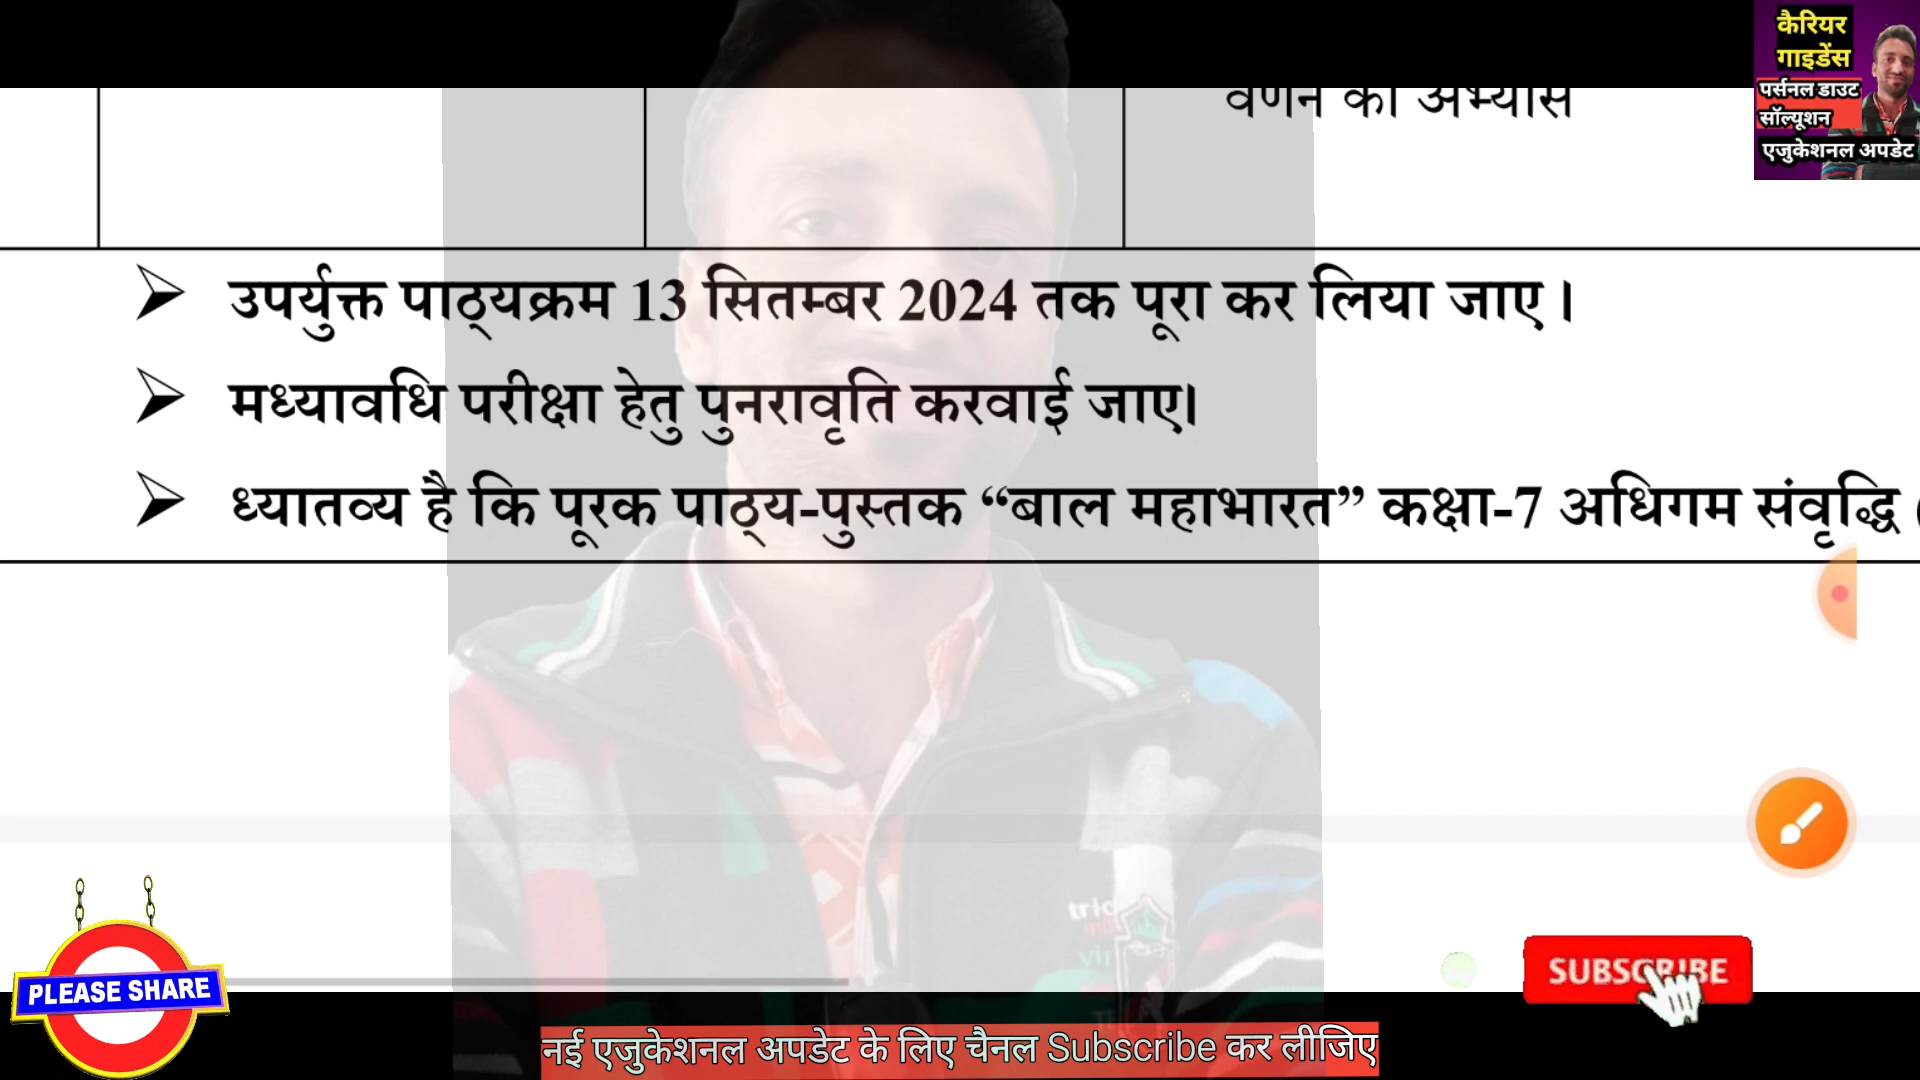 कैरियर
गाइडेंस
पर्सनल डाउट
सॉल्यूशन
एजुकेशनल अपडेट
वर्णन का अभ्यास
उपर्युक्त पाठ्यक्रम 13 सितम्बर 2024 तक पूरा कर लिया जाए।
मध्यावधि परीक्षा हेतु पुनरावृति करवाई जाए।
ध्यातव्य है कि पूरक पाठ्य-पुस्तक “बाल महाभारत” कक्षा-7 अधिगम संवृद्धि (
PLEASE SHARE
SUBSCRIBE
नई एजुकेशनल अपडेट के लिए चैनल Subscribe कर लीजिए